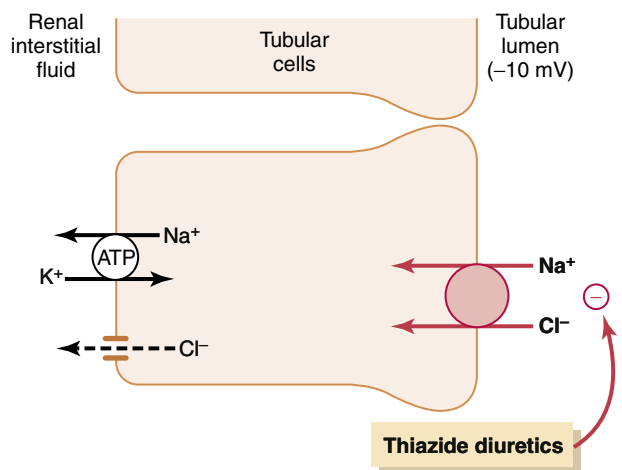 Renal
interstitial
fluid
Tubular
cells
Tubular
lumen
(–10 mV)
Na⁺
ATP
K⁺
Cl⁻
Na⁺
–
Cl⁻
Thiazide diuretics